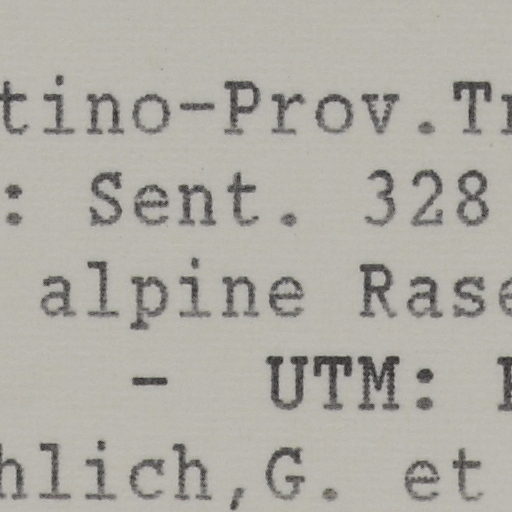 tino-Prov.Tr
: Sent. 328
alpine Rase
- UTM:
hlich,G. et